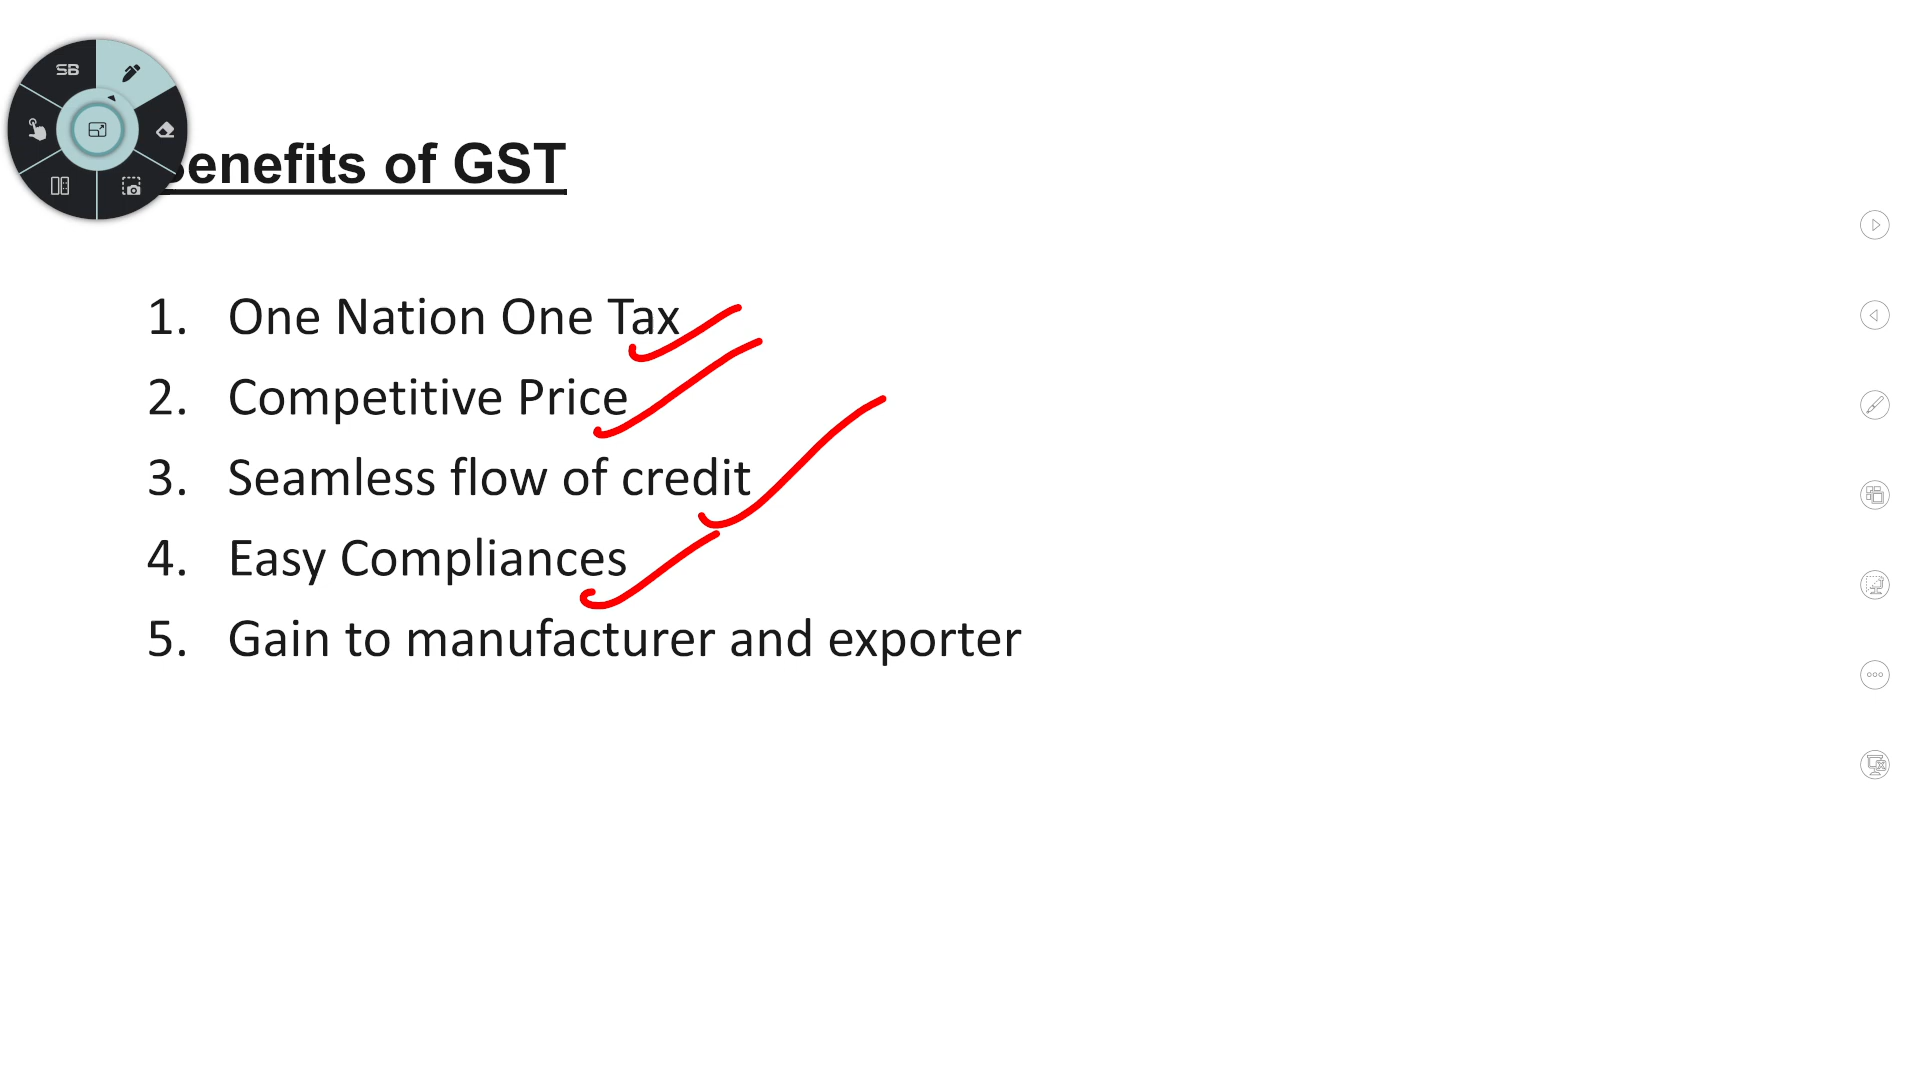 SB
Benefits of GST
1. One Nation One Tax
2. Competitive Price
3. Seamless flow of credit
4. Easy Compliances
5. Gain to manufacturer and exporter